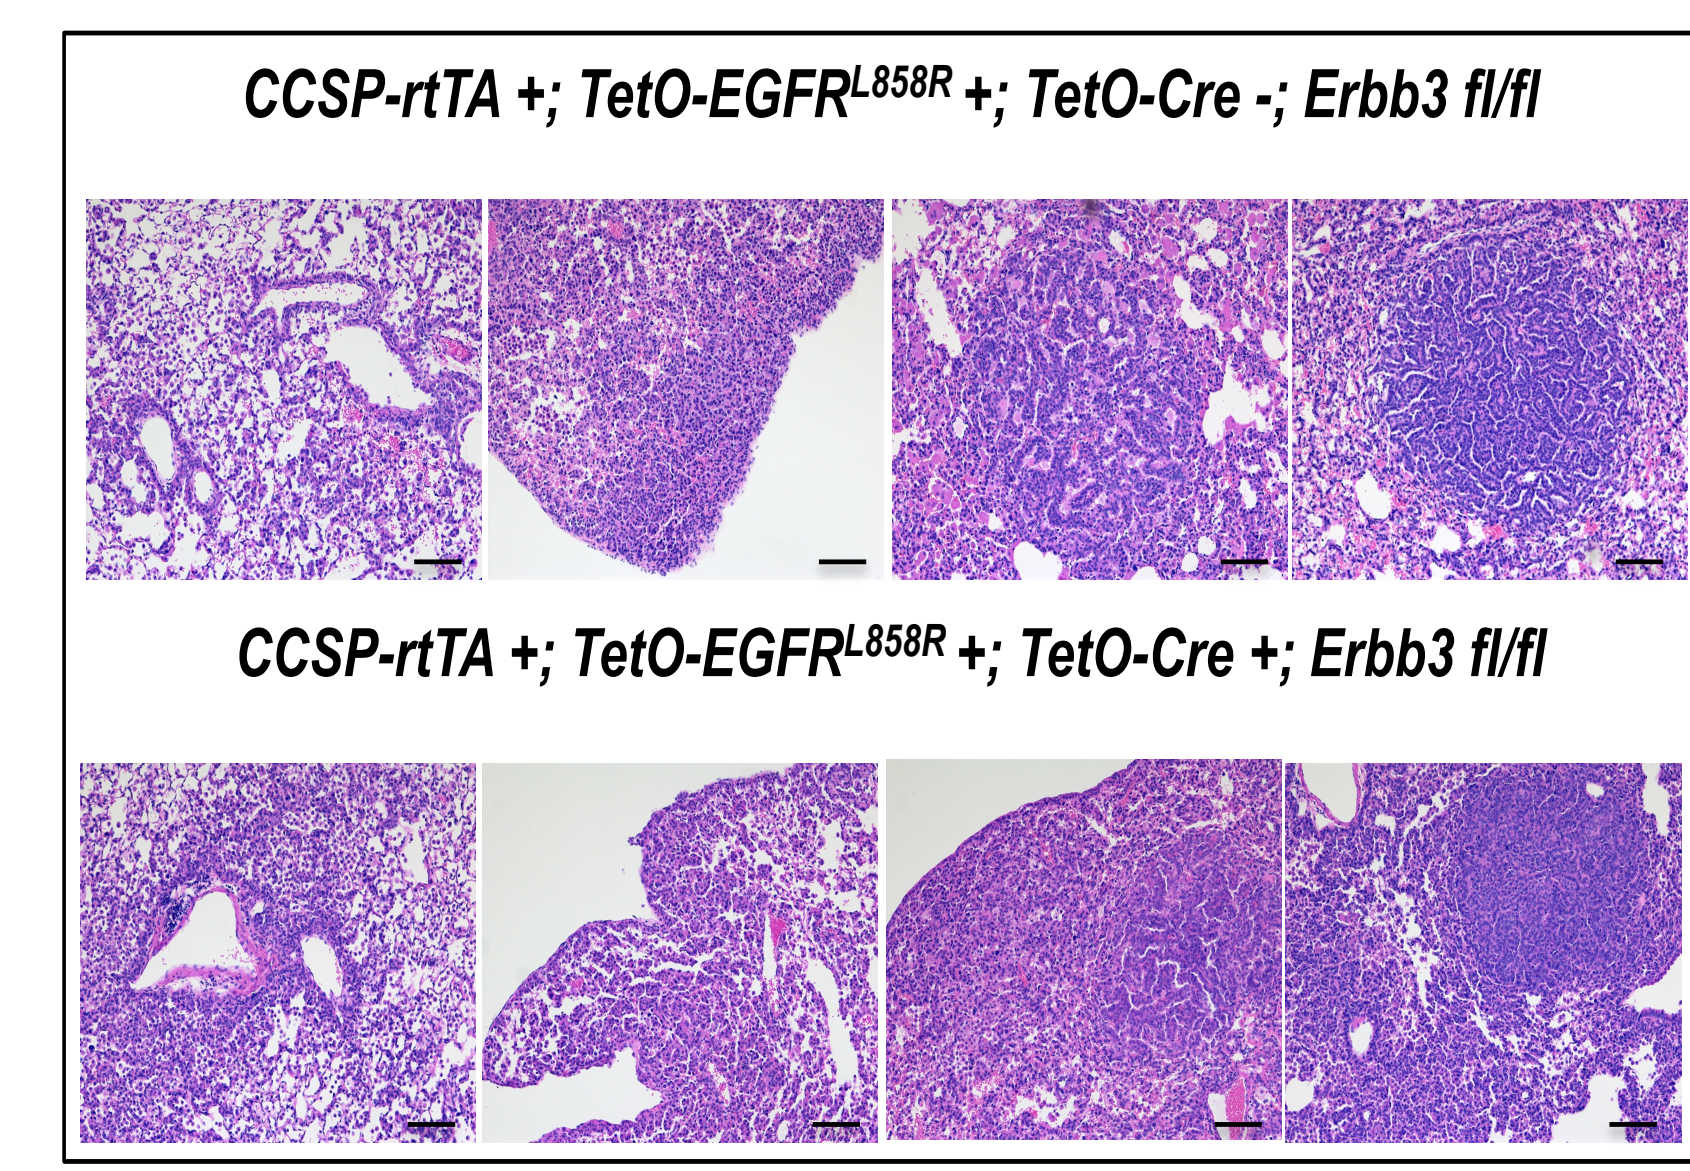 CCSP-rtTA +; TetO-EGFR^L858R +; TetO-Cre -; Erbb3 fl/fl
CCSP-rtTA +; TetO-EGFR^L858R +; TetO-Cre +; Erbb3 fl/fl